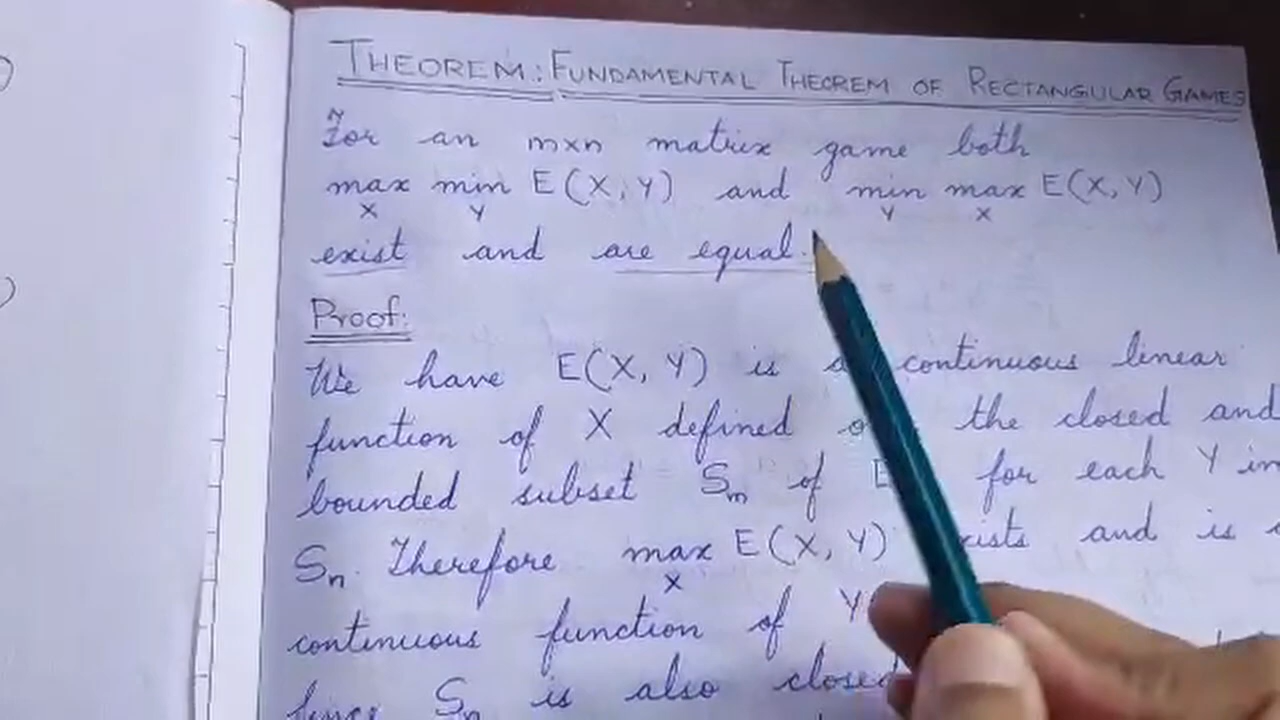 THEOREM: FUNDAMENTAL THEOREM OF RECTANGULAR GAMES
For an m×n matrix game both
max min E(X, Y) and min max E(X, Y)
X Y Y X
exist and are equal.
Proof:
We have E(X, Y) is a continuous linear
function of X defined the closed and
bounded subset Sm of E for each Y in
Sn. Therefore max E(X, Y) exists and is
X
continuous function of Y
Since Sn is also closed